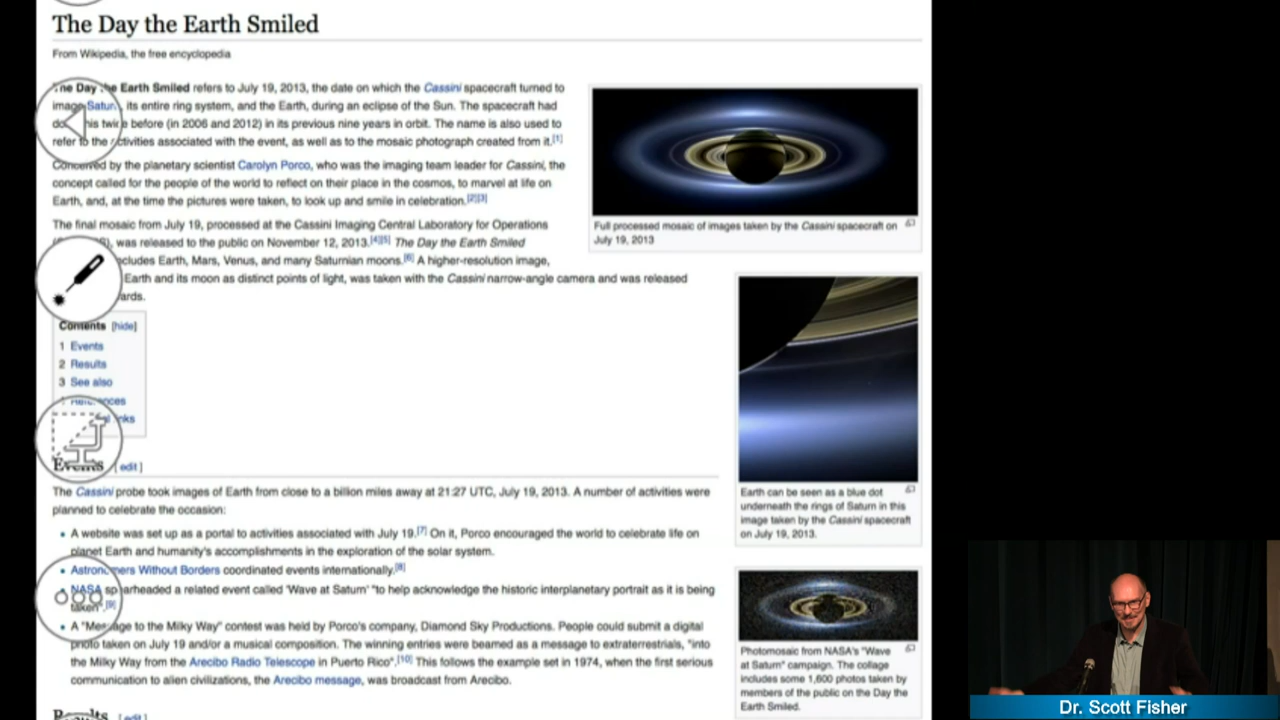 The Day the Earth Smiled
From Wikipedia, the free encyclopedia
The Day the Earth Smiled refers to July 19, 2013, the date on which the Cassini spacecraft turned to
image Saturn, its entire ring system, and the Earth, during an eclipse of the Sun. The spacecraft had
this twice before (in 2006 and 2012) in its previous nine years in orbit. The name is also used to
refer to the activities associated with the event, as well as to the mosaic photograph created from it.[1]
Conceived by the planetary scientist Carolyn Porco, who was the imaging team leader for Cassini, the
concept called for the people of the world to reflect on their place in the cosmos, to marvel at life on
Earth, and, at the time the pictures were taken, to look up and smile in celebration.[2][3]
The final mosaic from July 19, processed at the Cassini Imaging Central Laboratory for Operations
was released to the public on November 12, 2013.[4][5] The Day the Earth Smiled
cludes Earth, Mars, Venus, and many Saturnian moons.[6] A higher-resolution image,
Earth and its moon as distinct points of light, was taken with the Cassini narrow-angle camera and was released
ards.
Full processed mosaic of images taken by the Cassini spacecraft on
July 19, 2013
Contents [hide]
1 Events
2 Results
3 See also
References
links
Events [edit]
The Cassini probe took images of Earth from close to a billion miles away at 21:27 UTC, July 19, 2013. A number of activities were
planned to celebrate the occasion:
• A website was set up as a portal to activities associated with July 19.[7] On it, Porco encouraged the world to celebrate life on
planet Earth and humanity's accomplishments in the exploration of the solar system.
• Astronomers Without Borders coordinated events internationally.[8]
• NASA spearheaded a related event called 'Wave at Saturn' "to help acknowledge the historic interplanetary portrait as it is being
taken".[9]
• A "Message to the Milky Way" contest was held by Porco's company, Diamond Sky Productions. People could submit a digital
photo taken on July 19 and/or a musical composition. The winning entries were beamed as a message to extraterrestrials, "into
the Milky Way from the Arecibo Radio Telescope in Puerto Rico",[10] This follows the example set in 1974, when the first serious
communication to alien civilizations, the Arecibo message, was broadcast from Arecibo.
Results [edit]
Earth can be seen as a blue dot
underneath the rings of Saturn in this
image taken by the Cassini spacecraft
on July 19, 2013.
Photomosaic from NASA's "Wave
at Saturn" campaign. The collage
includes some 1,600 photos taken by
members of the public on the Day the
Earth Smiled.
Dr. Scott Fisher